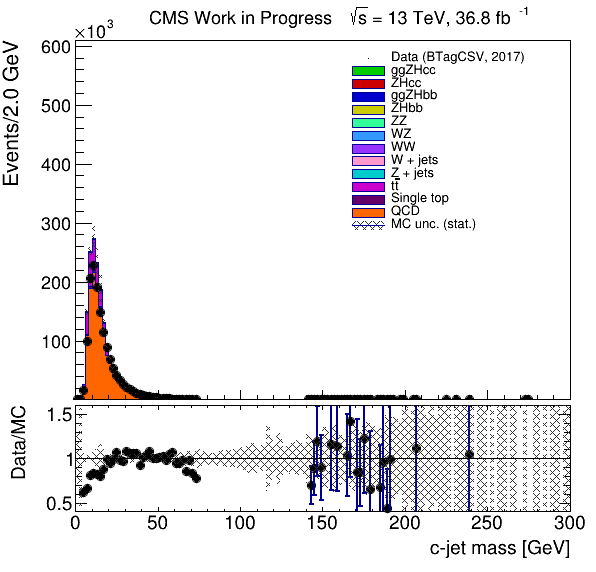 CMS Work in Progress √s = 13 TeV, 36.8 fb⁻¹
×10³
Events/2.0 GeV
600
500
400
300
200
100
Data (BTagCSV, 2017)
ggZHcc
ZHcc
ggZHbb
ZHbb
ZZ
WZ
WW
W + jets
Z + jets
tt̅
Single top
QCD
MC unc. (stat.)
Data/MC
1.5
1
0.5
0 50 100 150 200 250 300
c-jet mass [GeV]